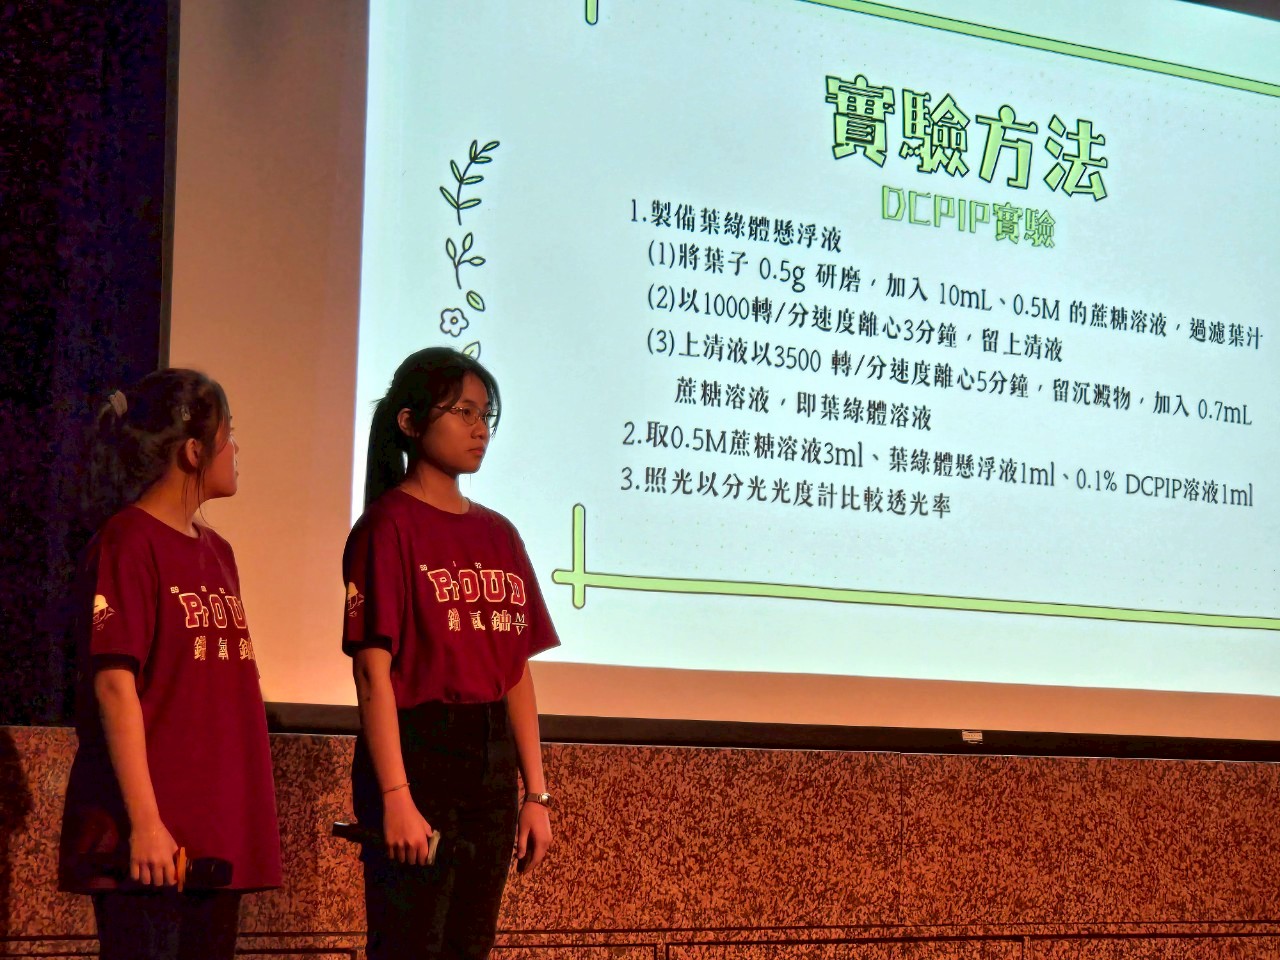 實驗方法
DCPIP實驗
1.製備葉綠體懸浮液
(1)將葉子 0.5g 研磨，加入 10mL、0.5M 的蔗糖溶液，過濾葉汁
(2)以1000轉/分速度離心3分鐘，留上清液
(3)上清液以3500 轉/分速度離心5分鐘，留沉澱物，加入 0.7mL
蔗糖溶液，即葉綠體溶液
2.取0.5M蔗糖溶液3ml、葉綠體懸浮液1ml、0.1% DCPIP溶液1ml
3.照光以分光光度計比較透光率
PrOUD
PrOU